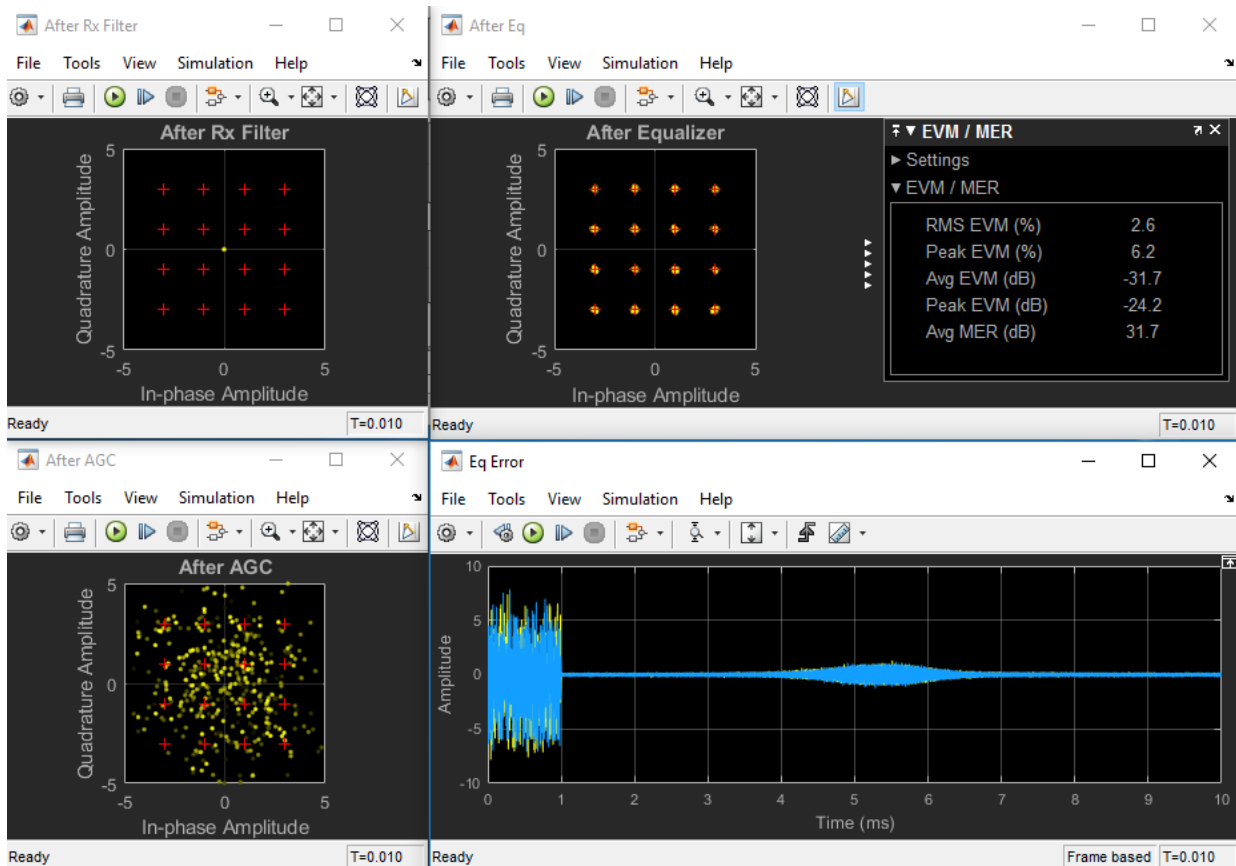 After Rx Filter
File Tools View Simulation Help
After Rx Filter
Quadrature Amplitude
5
0
-5
-5 0 5
In-phase Amplitude
Ready T=0.010
After Eq
File Tools View Simulation Help
After Equalizer
Quadrature Amplitude
5
0
-5
-5 0 5
In-phase Amplitude
EVM / MER
Settings
EVM / MER
RMS EVM (%) 2.6
Peak EVM (%) 6.2
Avg EVM (dB) -31.7
Peak EVM (dB) -24.2
Avg MER (dB) 31.7
Ready T=0.010
After AGC
File Tools View Simulation Help
After AGC
Quadrature Amplitude
5
0
-5
-5 0 5
In-phase Amplitude
Ready T=0.010
Eq Error
File Tools View Simulation Help
Amplitude
10
5
0
-5
-10
0 1 2 3 4 5 6 7 8 9 10
Time (ms)
Ready Frame based T=0.010